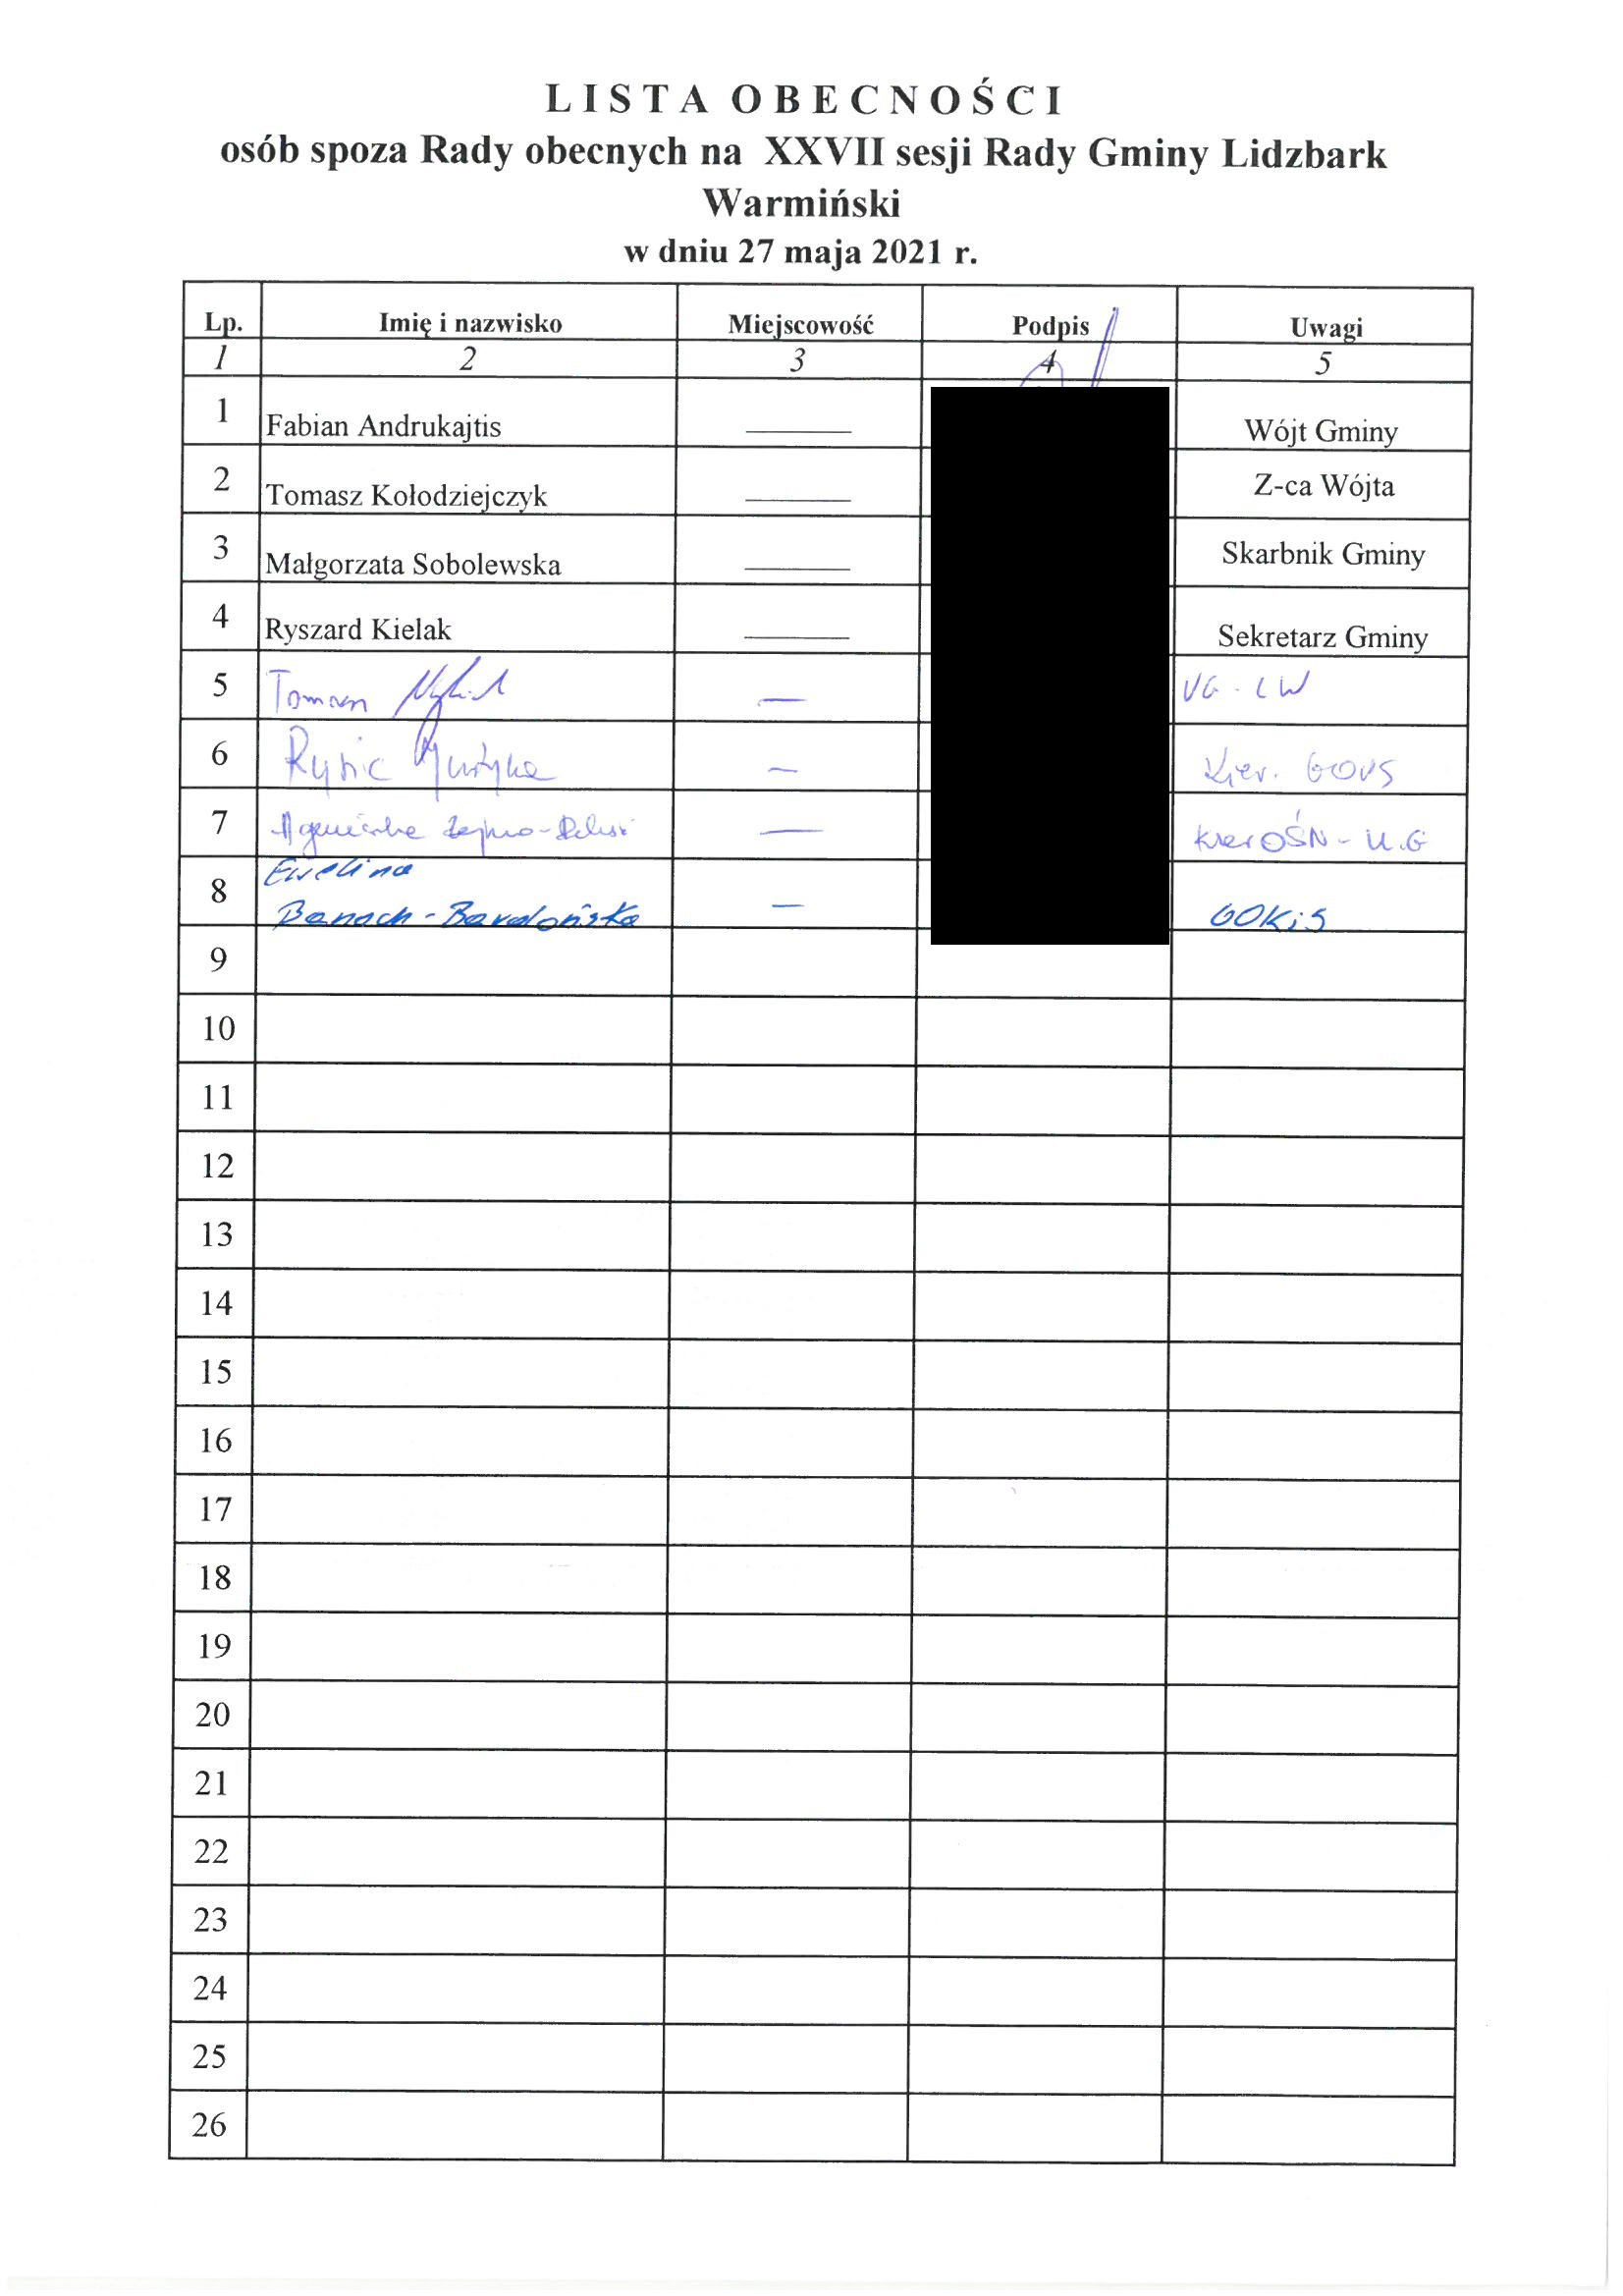 LISTA OBECNOŚCI
osób spoza Rady obecnych na XXVII sesji Rady Gminy Lidzbark
Warmiński
w dniu 27 maja 2021 r.
Lp. Imię i nazwisko Miejscowość Podpis Uwagi
1 2 3 4 5
1 Fabian Andrukajtis Wójt Gminy
2 Tomasz Kołodziejczyk Z-ca Wójta
3 Małgorzata Sobolewska Skarbnik Gminy
4 Ryszard Kielak Sekretarz Gminy
5 Tomasz UG - LW
6 Kier. GOPS
7 Agnieszka Kier OŚN - U.G
8 Ewelina
Banach - GOKiS
9
10
11
12
13
14
15
16
17
18
19
20
21
22
23
24
25
26